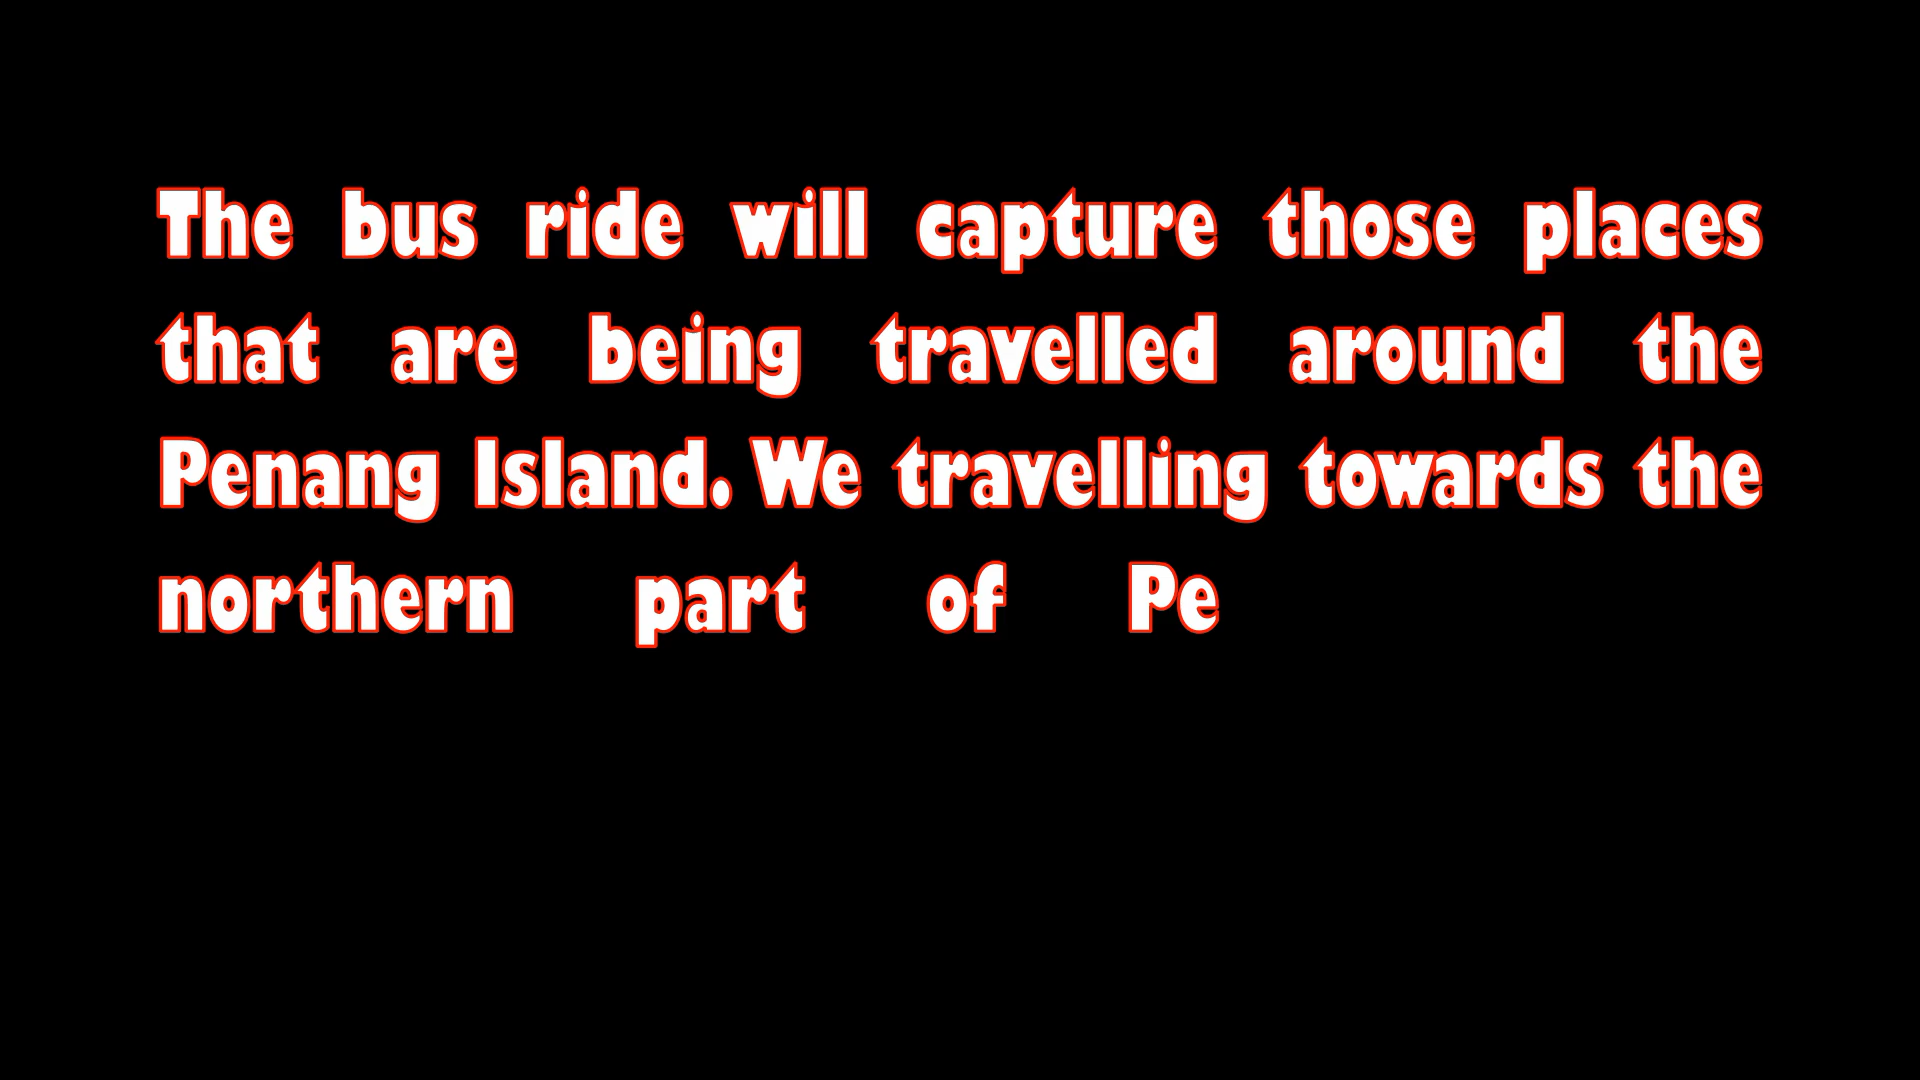 The bus ride will capture those places
that are being travelled around the
Penang Island. We travelling towards the
northern part of Pe